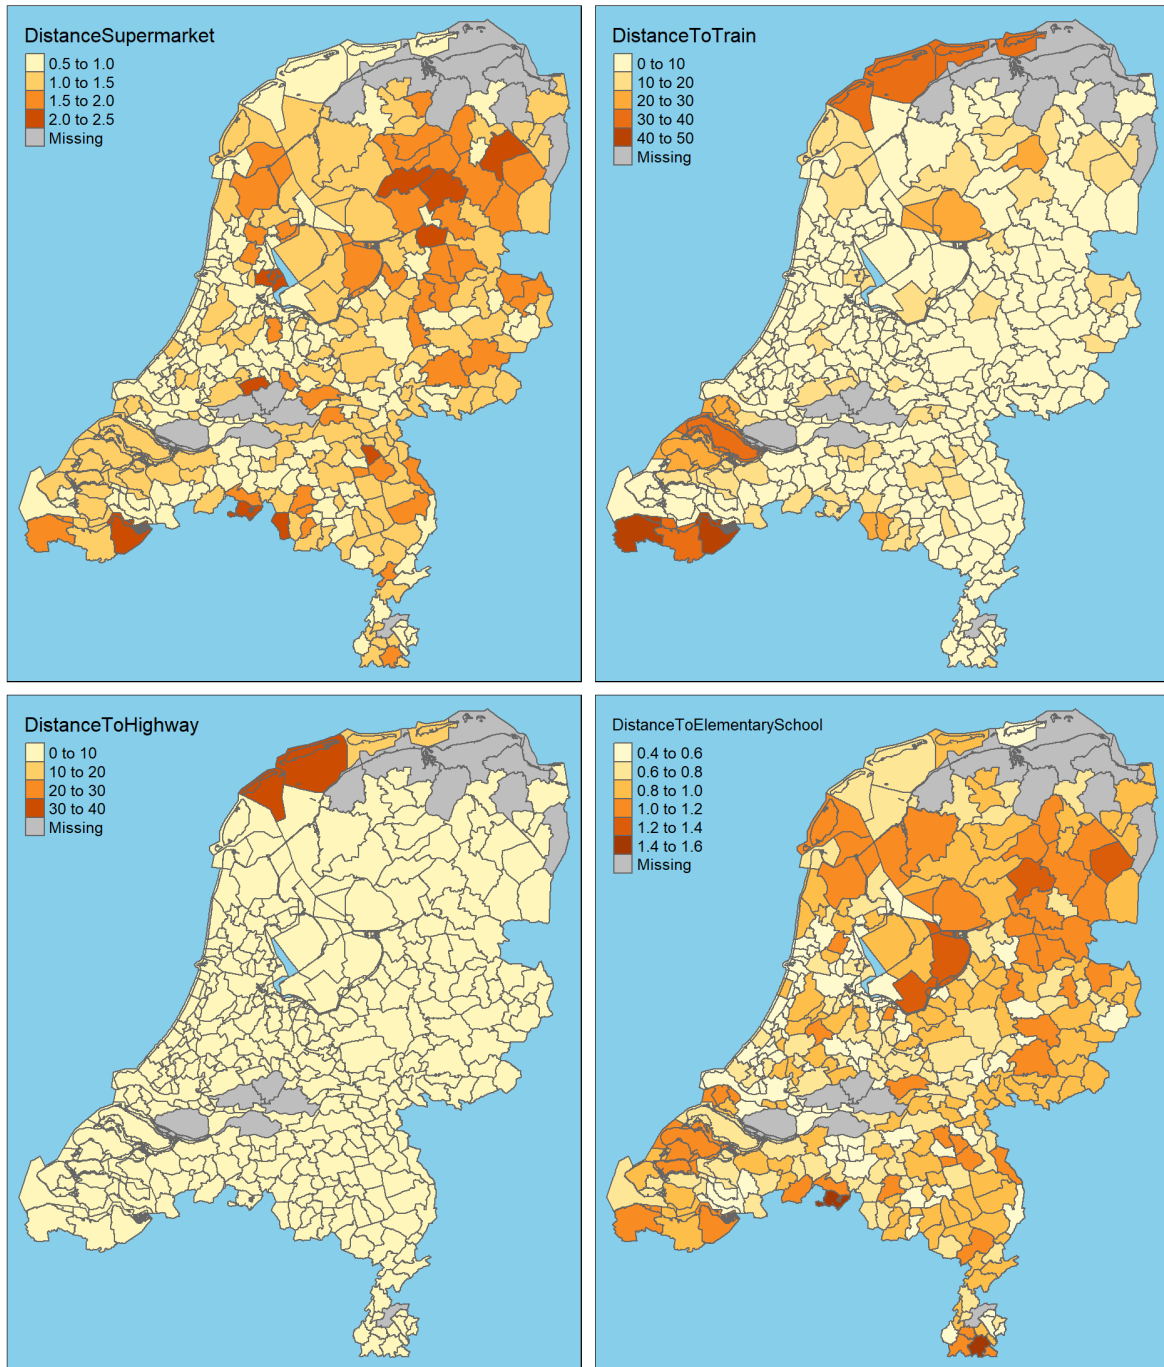 DistanceSupermarket
0.5 to 1.0
1.0 to 1.5
1.5 to 2.0
2.0 to 2.5
Missing
DistanceToTrain
0 to 10
10 to 20
20 to 30
30 to 40
40 to 50
Missing
DistanceToHighway
0 to 10
10 to 20
20 to 30
30 to 40
Missing
DistanceToElementarySchool
0.4 to 0.6
0.6 to 0.8
0.8 to 1.0
1.0 to 1.2
1.2 to 1.4
1.4 to 1.6
Missing